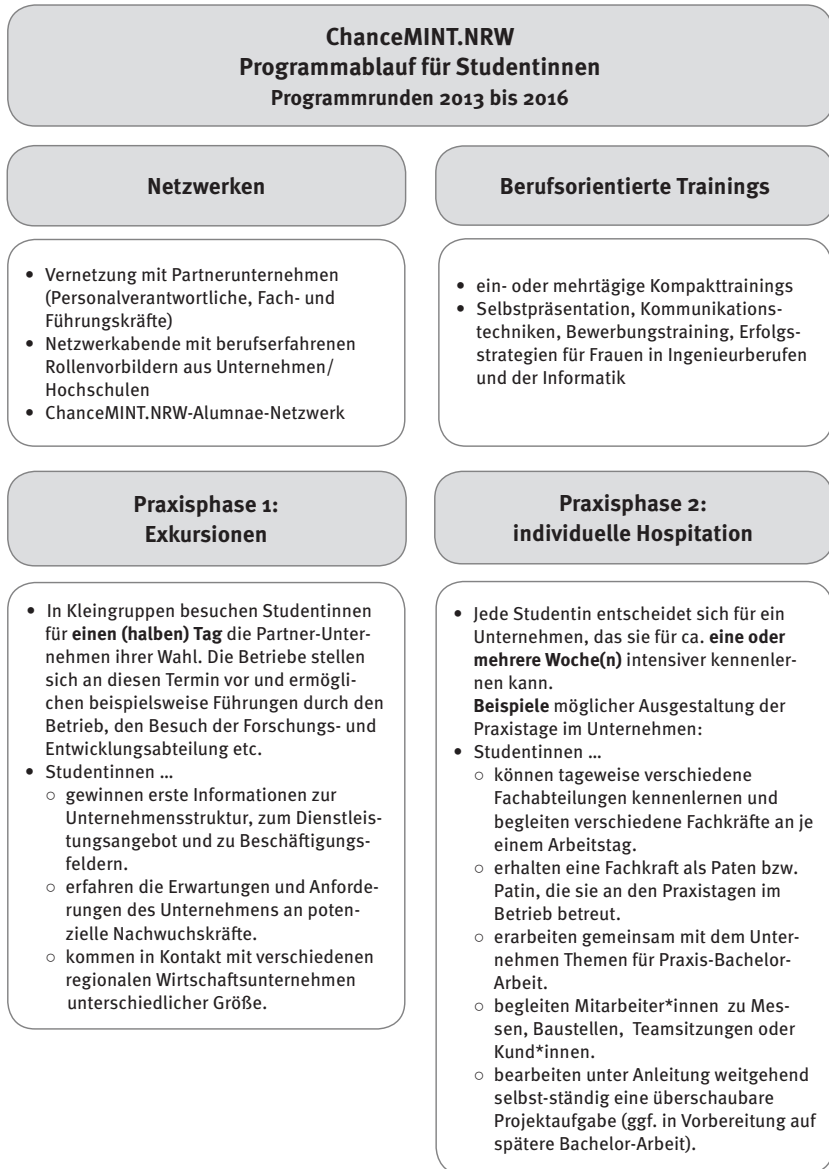 ChanceMINT.NRW
Programmablauf für Studentinnen
Programmrunden 2013 bis 2016
Netzwerken
• Vernetzung mit Partnerunternehmen
(Personalverantwortliche, Fach- und
Führungskräfte)
• Netzwerkabende mit berufserfahrenen
Rollenvorbildern aus Unternehmen/
Hochschulen
• ChanceMINT.NRW-Alumnae-Netzwerk
Berufsorientierte Trainings
• ein- oder mehrtägige Kompakttrainings
• Selbstpräsentation, Kommunikations-
techniken, Bewerbungstraining, Erfolgs-
strategien für Frauen in Ingenieurberufen
und der Informatik
Praxisphase 1:
Exkursionen
• In Kleingruppen besuchen Studentinnen
für einen (halben) Tag die Partner-Unter-
nehmen ihrer Wahl. Die Betriebe stellen
sich an diesen Termin vor und ermögli-
chen beispielsweise Führungen durch den
Betrieb, den Besuch der Forschungs- und
Entwicklungsabteilung etc.
• Studentinnen ...
○ gewinnen erste Informationen zur
Unternehmensstruktur, zum Dienstleis-
tungsangebot und zu Beschäftigungs-
feldern.
○ erfahren die Erwartungen und Anforde-
rungen des Unternehmens an poten-
zielle Nachwuchskräfte.
○ kommen in Kontakt mit verschiedenen
regionalen Wirtschaftsunternehmen
unterschiedlicher Größe.
Praxisphase 2:
individuelle Hospitation
• Jede Studentin entscheidet sich für ein
Unternehmen, das sie für ca. eine oder
mehrere Woche(n) intensiver kennenler-
nen kann.
Beispiele möglicher Ausgestaltung der
Praxistage im Unternehmen:
• Studentinnen ...
○ können tageweise verschiedene
Fachabteilungen kennenlernen und
begleiten verschiedene Fachkräfte an je
einem Arbeitstag.
○ erhalten eine Fachkraft als Paten bzw.
Patin, die sie an den Praxistagen im
Betrieb betreut.
○ erarbeiten gemeinsam mit dem Unter-
nehmen Themen für Praxis-Bachelor-
Arbeit.
○ begleiten Mitarbeiter*innen zu Mes-
sen, Baustellen, Teamsitzungen oder
Kund*innen.
○ bearbeiten unter Anleitung weitgehend
selbst-ständig eine überschaubare
Projektaufgabe (ggf. in Vorbereitung auf
spätere Bachelor-Arbeit).